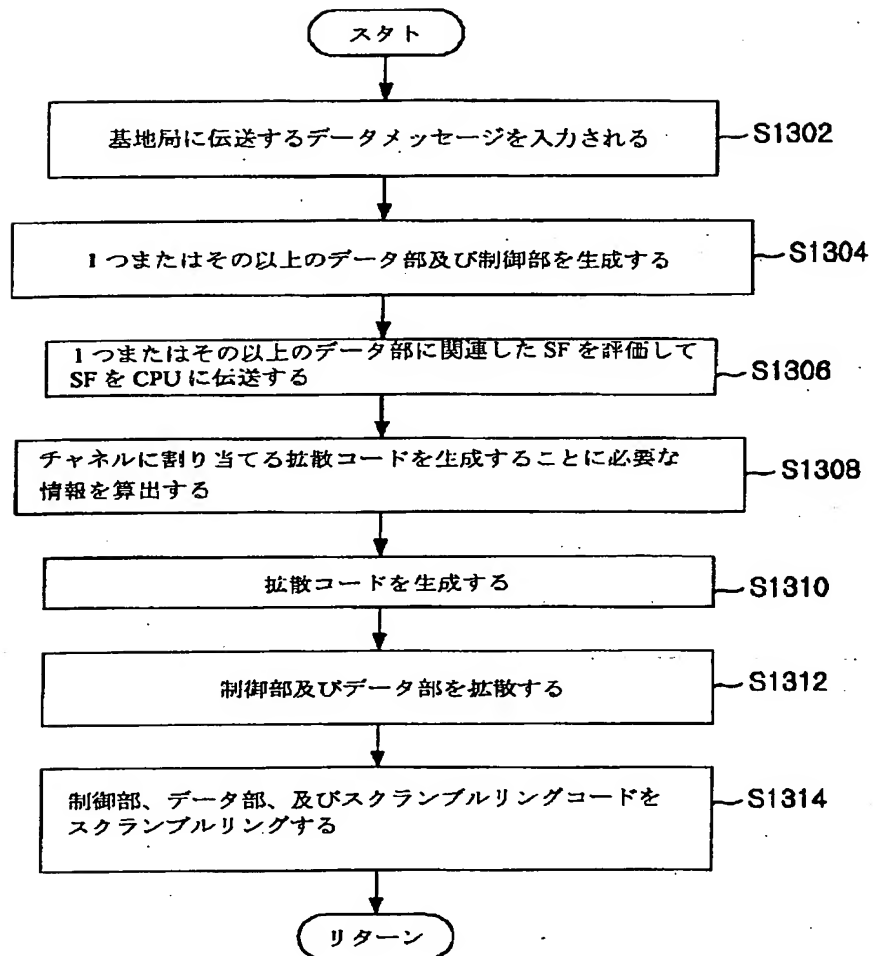 スタト
基地局に伝送するデータメッセージを入力される
S1302
1つまたはその以上のデータ部及び制御部を生成する
S1304
1つまたはその以上のデータ部に関連した SF を評価して
SF を CPU に伝送する
S1306
チャネルに割り当てる拡散コードを生成することに必要な
情報を算出する
S1308
拡散コードを生成する
S1310
制御部及びデータ部を拡散する
S1312
制御部、データ部、及びスクランブルリングコードを
スクランブルリングする
S1314
リターン